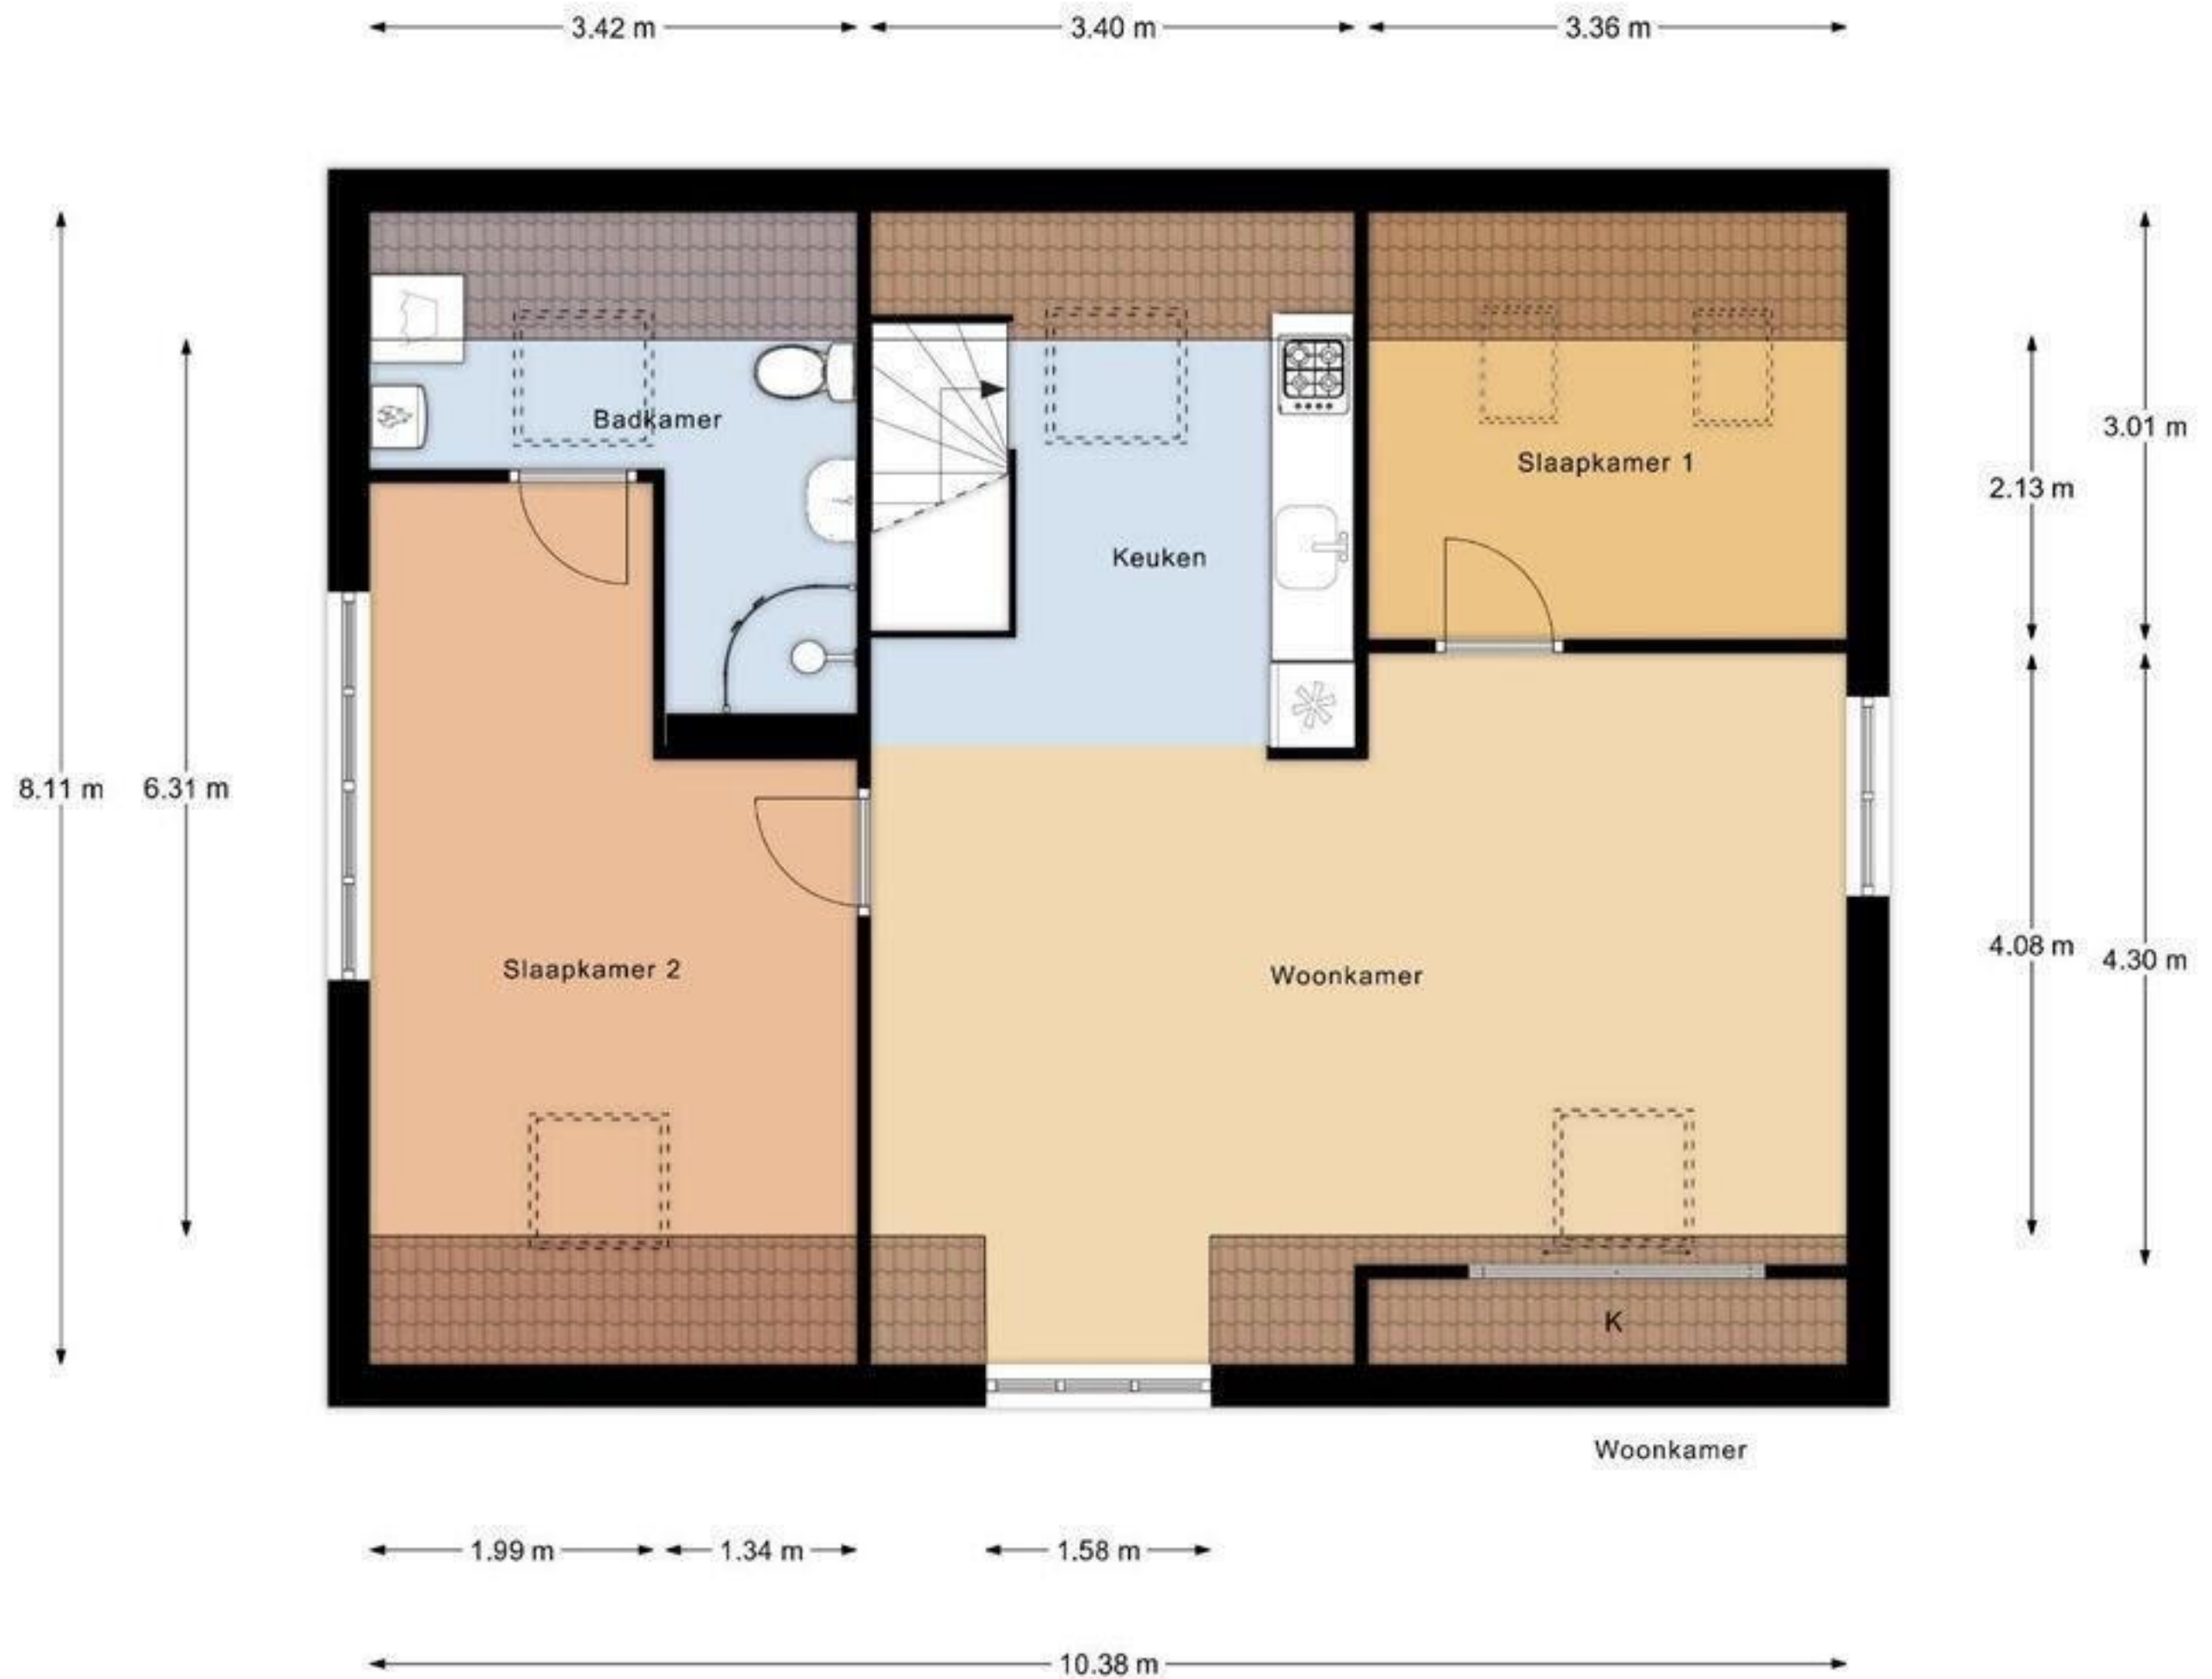 3.42 m
3.40 m
3.36 m
Badkamer
3.01 m
Slaapkamer 1
2.13 m
Keuken
8.11 m
6.31 m
4.08 m
4.30 m
Slaapkamer 2
Woonkamer
K
Woonkamer
1.99 m
1.34 m
1.58 m
10.38 m